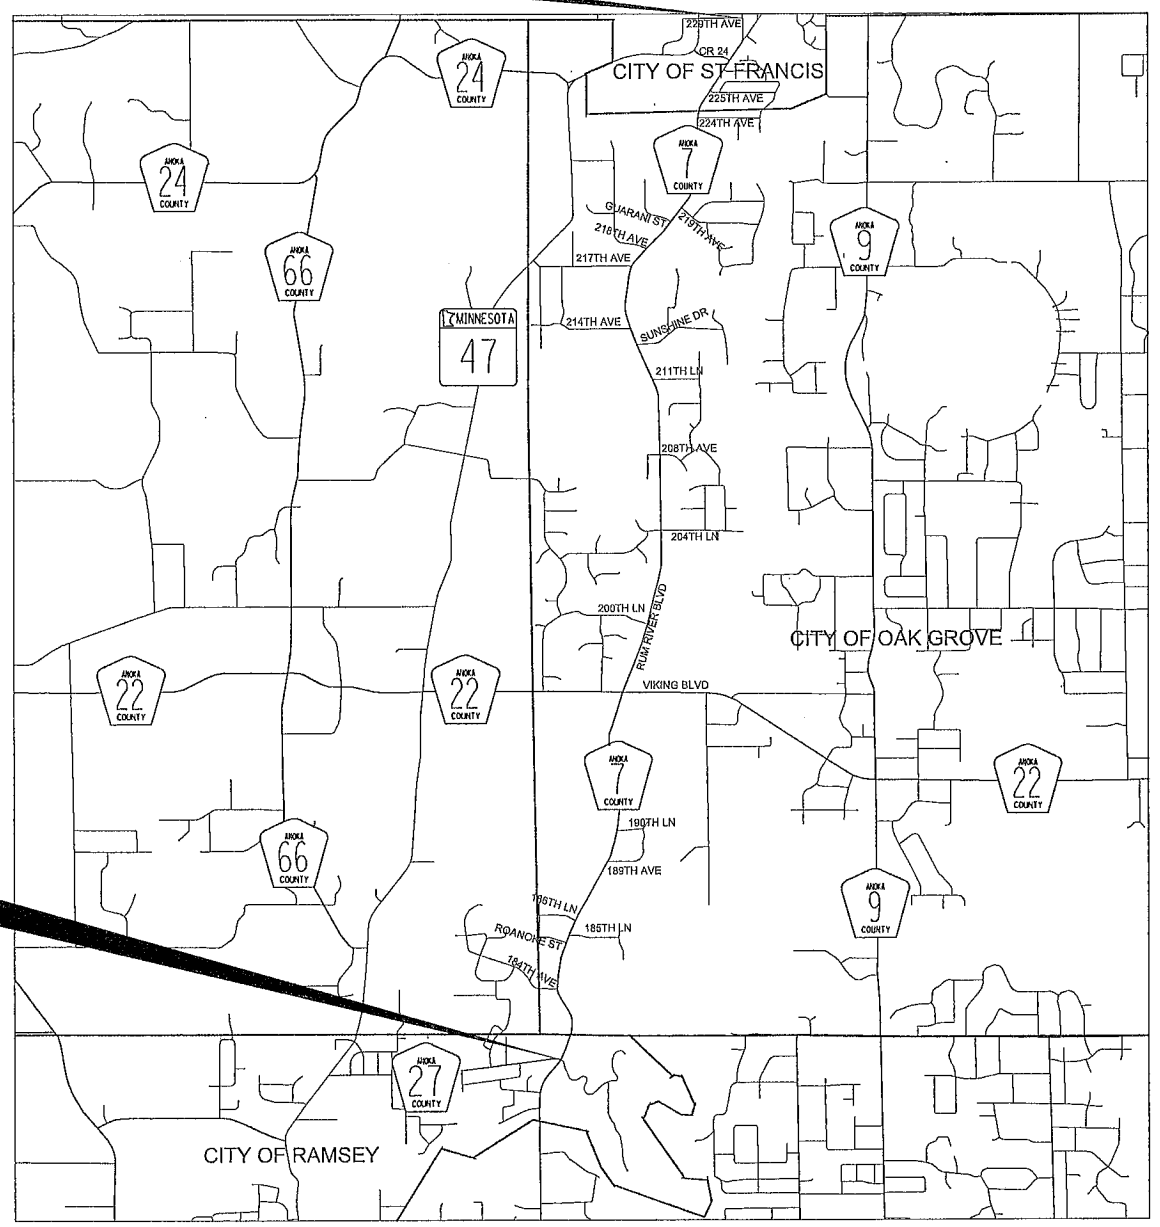 229TH AVE
CR 24
CITY OF ST FRANCIS
225TH AVE
224TH AVE
ANOKA
24
COUNTY
ANOKA
7
COUNTY
ANOKA
24
COUNTY
GUARANI ST
219TH AVE
218TH AVE
217TH AVE
ANOKA
9
COUNTY
ANOKA
66
COUNTY
MINNESOTA
47
214TH AVE
SUNSHINE DR
211TH LN
208TH AVE
204TH LN
200TH LN
RUM RIVER BLVD
CITY OF OAK GROVE
ANOKA
22
COUNTY
ANOKA
22
COUNTY
VIKING BLVD
ANOKA
7
COUNTY
ANOKA
22
COUNTY
190TH LN
189TH AVE
ANOKA
66
COUNTY
ANOKA
9
COUNTY
186TH LN
185TH LN
ROANOKE ST
184TH AVE
ANOKA
27
COUNTY
CITY OF RAMSEY